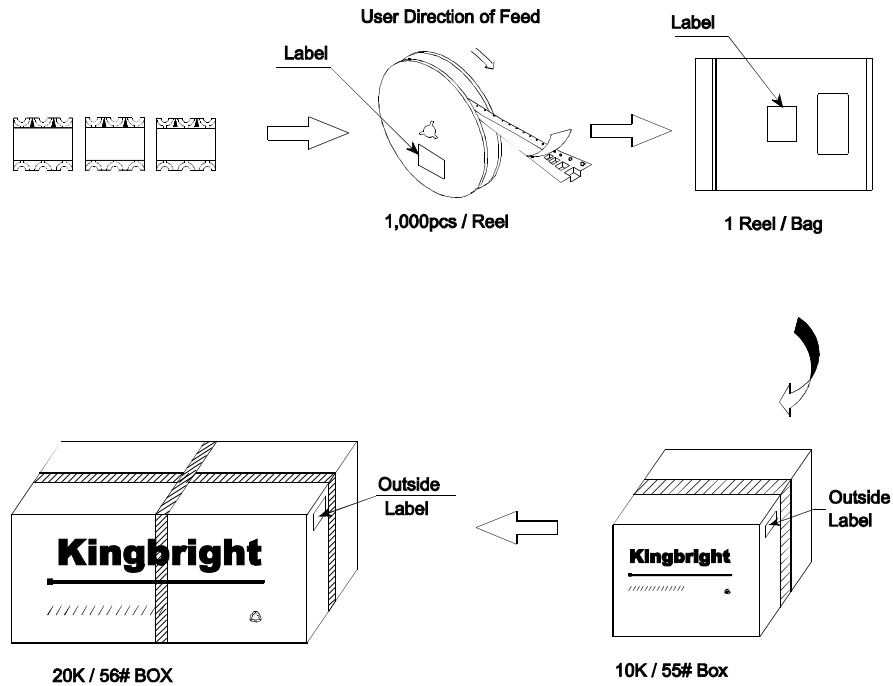 User Direction of Feed
Label
1,000pcs / Reel
Label
1 Reel / Bag
Outside
Label
Kingbright
10K / 55# Box
Outside
Label
Kingbright
20K / 56# BOX